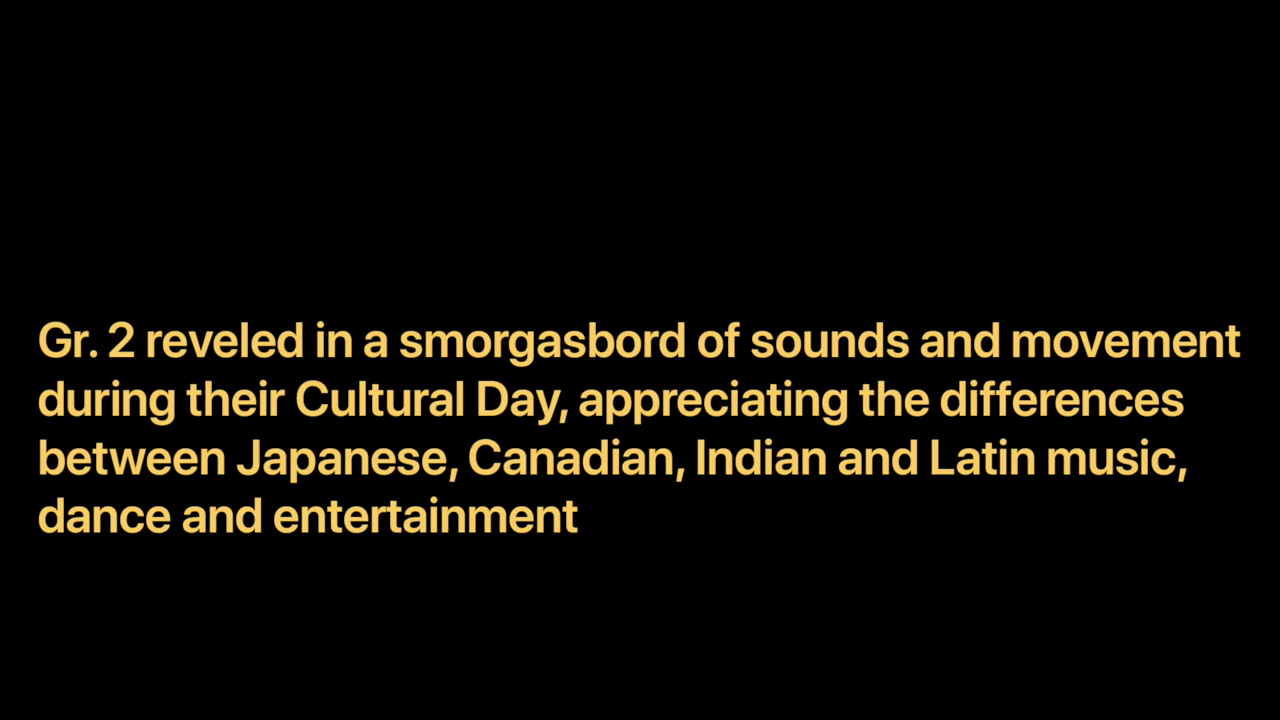 Gr. 2 reveled in a smorgasbord of sounds and movement
during their Cultural Day, appreciating the differences
between Japanese, Canadian, Indian and Latin music,
dance and entertainment